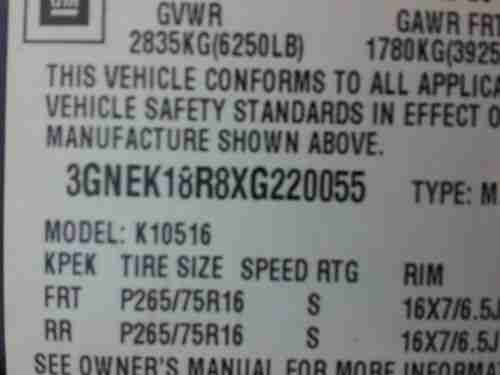 GM
GVWR GAWR FR
2835KG(6250LB) 1780KG(3925
THIS VEHICLE CONFORMS TO ALL APPLICA
VEHICLE SAFETY STANDARDS IN EFFECT O
MANUFACTURE SHOWN ABOVE.
3GNEK18R8XG220055 TYPE: M
MODEL: K10516
KPEK TIRE SIZE SPEED RTG RIM
FRT P265/75R16 S 16X7/6.5J
RR P265/75R16 S 16X7/6.5J
SEE OWNER'S MANUAL FOR MORE INFORMA